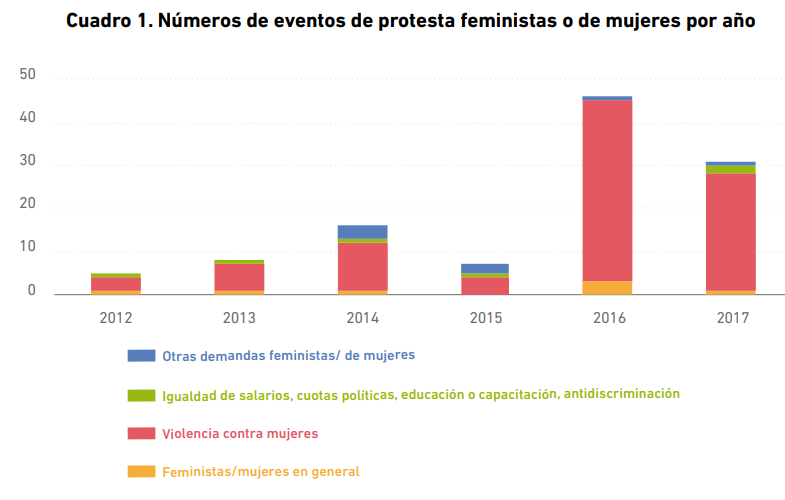 Cuadro 1. Números de eventos de protesta feministas o de mujeres por año
50
40
30
20
10
0
2012 2013 2014 2015 2016 2017
Otras demandas feministas/ de mujeres
Igualdad de salarios, cuotas políticas, educación o capacitación, antidiscriminación
Violencia contra mujeres
Feministas/mujeres en general